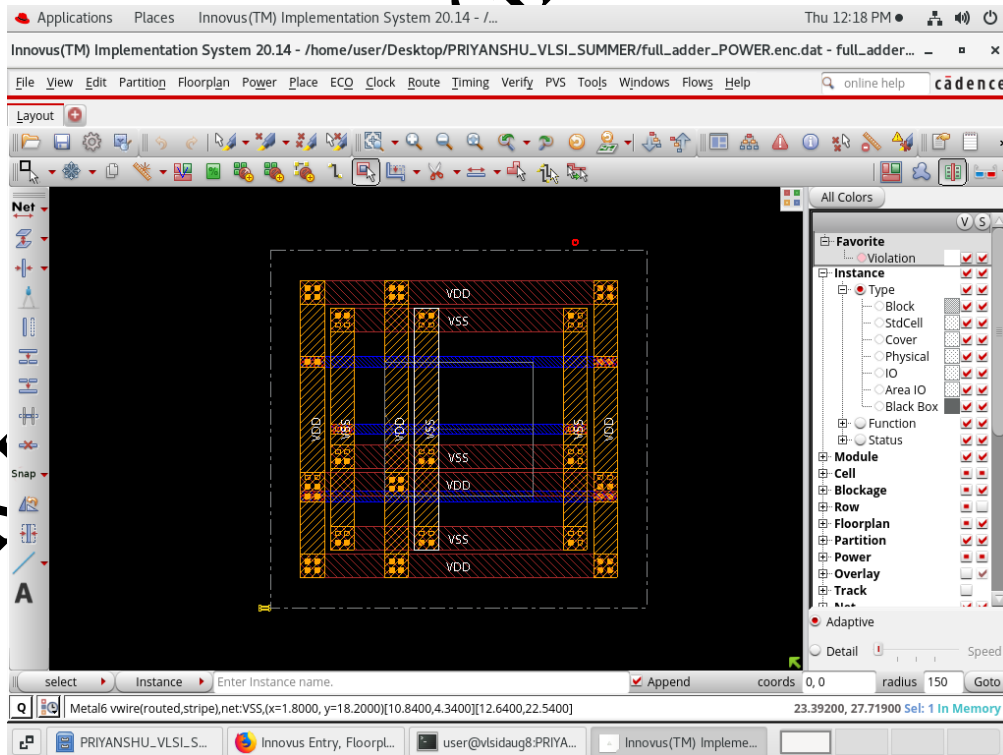 Applications Places Innovus(TM) Implementation System 20.14 - /... Thu 12:18 PM
Innovus(TM) Implementation System 20.14 - /home/user/Desktop/PRIYANSHU_VLSI_SUMMER/full_adder_POWER.enc.dat - full_adder...
File View Edit Partition Floorplan Power Place ECO Clock Route Timing Verify PVS Tools Windows Flows Help online help cādence
Layout
Net
Snap
A
VDD
VSS
VDD VSS VDD VSS VSS VDD
VSS
VDD
VSS
VDD
All Colors
V S
Favorite
Violation
Instance
Type
Block
StdCell
Cover
Physical
IO
Area IO
Black Box
Function
Status
Module
Cell
Blockage
Row
Floorplan
Partition
Power
Overlay
Track
Net
Adaptive
Detail Speed
select Instance Enter Instance name. Append coords 0, 0 radius 150 Goto
Q Metal6 vwire(routed,stripe),net:VSS,(x=1.8000, y=18.2000)[10.8400,4.3400][12.6400,22.5400] 23.39200, 27.71900 Sel: 1 In Memory
PRIYANSHU_VLSI_S... Innovus Entry, Floorpl... user@vlsidaug8:PRIYA... Innovus(TM) Impleme...